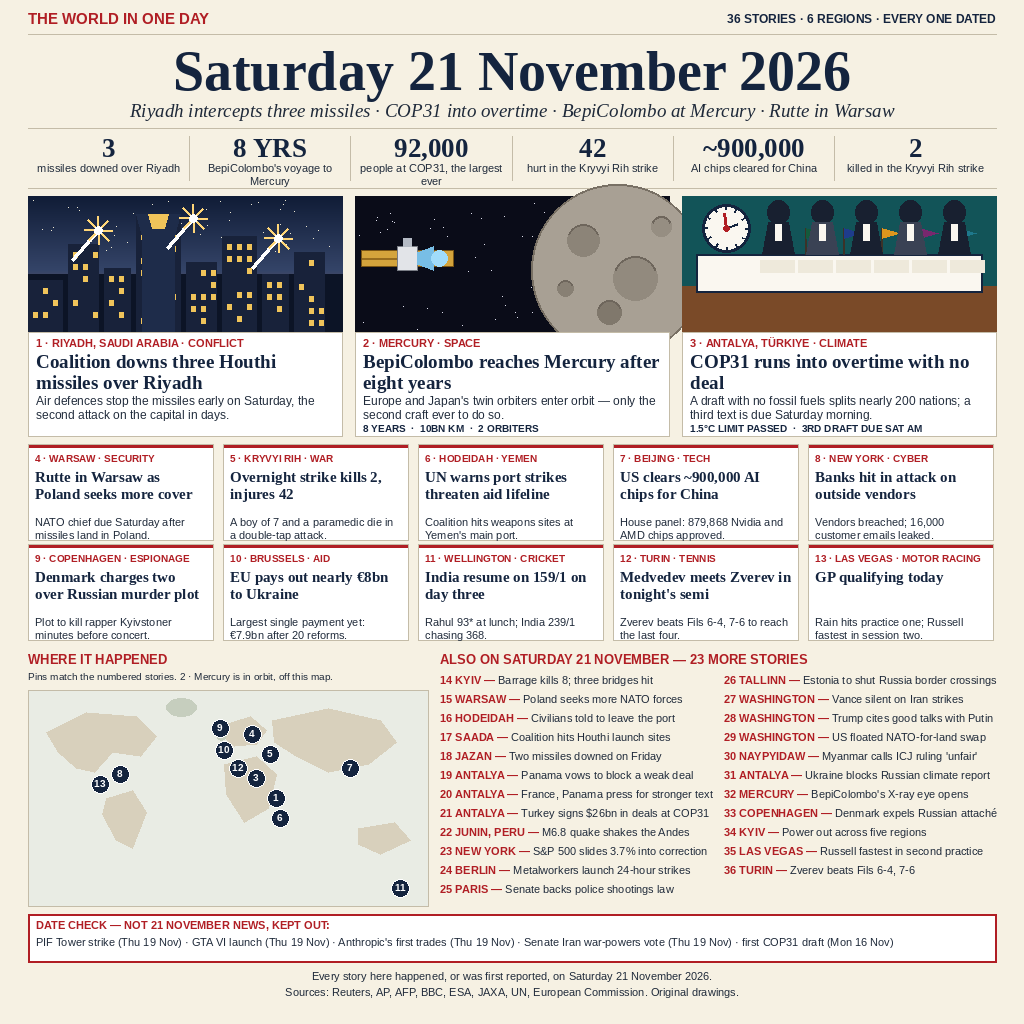 THE WORLD IN ONE DAY
36 STORIES · 6 REGIONS · EVERY ONE DATED
Saturday 21 November 2026
Riyadh intercepts three missiles · COP31 into overtime · BepiColombo at Mercury · Rutte in Warsaw
3
missiles downed over Riyadh
8 YRS
BepiColombo's voyage to
Mercury
92,000
people at COP31, the largest
ever
42
hurt in the Kryvyi Rih strike
~900,000
AI chips cleared for China
2
killed in the Kryvyi Rih strike
1 · RIYADH, SAUDI ARABIA · CONFLICT
Coalition downs three Houthi
missiles over Riyadh
Air defences stop the missiles early on Saturday, the
second attack on the capital in days.
2 · MERCURY · SPACE
BepiColombo reaches Mercury after
eight years
Europe and Japan's twin orbiters enter orbit — only the
second craft ever to do so.
8 YEARS · 10BN KM · 2 ORBITERS
3 · ANTALYA, TÜRKIYE · CLIMATE
COP31 runs into overtime with no
deal
A draft with no fossil fuels splits nearly 200 nations; a
third text is due Saturday morning.
1.5°C LIMIT PASSED · 3RD DRAFT DUE SAT AM
4 · WARSAW · SECURITY
Rutte in Warsaw as
Poland seeks more cover
NATO chief due Saturday after
missiles land in Poland.
5 · KRYVYI RIH · WAR
Overnight strike kills 2,
injures 42
A boy of 7 and a paramedic die in
a double-tap attack.
6 · HODEIDAH · YEMEN
UN warns port strikes
threaten aid lifeline
Coalition hits weapons sites at
Yemen's main port.
7 · BEIJING · TECH
US clears ~900,000 AI
chips for China
House panel: 879,868 Nvidia and
AMD chips approved.
8 · NEW YORK · CYBER
Banks hit in attack on
outside vendors
Vendors breached; 16,000
customer emails leaked.
9 · COPENHAGEN · ESPIONAGE
Denmark charges two
over Russian murder plot
Plot to kill rapper Kyivstoner
minutes before concert.
10 · BRUSSELS · AID
EU pays out nearly €8bn
to Ukraine
Largest single payment yet:
€7.9bn after 20 reforms.
11 · WELLINGTON · CRICKET
India resume on 159/1 on
day three
Rahul 93* at lunch; India 239/1
chasing 368.
12 · TURIN · TENNIS
Medvedev meets Zverev in
tonight's semi
Zverev beats Fils 6-4, 7-6 to reach
the last four.
13 · LAS VEGAS · MOTOR RACING
GP qualifying today
Rain hits practice one; Russell
fastest in session two.
WHERE IT HAPPENED
Pins match the numbered stories. 2 · Mercury is in orbit, off this map.
9
4
10
5
12
3
7
8
13
1
6
11
ALSO ON SATURDAY 21 NOVEMBER — 23 MORE STORIES
14 KYIV — Barrage kills 8; three bridges hit
15 WARSAW — Poland seeks more NATO forces
16 HODEIDAH — Civilians told to leave the port
17 SAADA — Coalition hits Houthi launch sites
18 JAZAN — Two missiles downed on Friday
19 ANTALYA — Panama vows to block a weak deal
20 ANTALYA — France, Panama press for stronger text
21 ANTALYA — Turkey signs $26bn in deals at COP31
22 JUNIN, PERU — M6.8 quake shakes the Andes
23 NEW YORK — S&P 500 slides 3.7% into correction
24 BERLIN — Metalworkers launch 24-hour strikes
25 PARIS — Senate backs police shootings law
26 TALLINN — Estonia to shut Russia border crossings
27 WASHINGTON — Vance silent on Iran strikes
28 WASHINGTON — Trump cites good talks with Putin
29 WASHINGTON — US floated NATO-for-land swap
30 NAYPYIDAW — Myanmar calls ICJ ruling 'unfair'
31 ANTALYA — Ukraine blocks Russian climate report
32 MERCURY — BepiColombo's X-ray eye opens
33 COPENHAGEN — Denmark expels Russian attaché
34 KYIV — Power out across five regions
35 LAS VEGAS — Russell fastest in second practice
36 TURIN — Zverev beats Fils 6-4, 7-6
DATE CHECK — NOT 21 NOVEMBER NEWS, KEPT OUT:
PIF Tower strike (Thu 19 Nov) · GTA VI launch (Thu 19 Nov) · Anthropic's first trades (Thu 19 Nov) · Senate Iran war-powers vote (Thu 19 Nov) · first COP31 draft (Mon 16 Nov)
Every story here happened, or was first reported, on Saturday 21 November 2026.
Sources: Reuters, AP, AFP, BBC, ESA, JAXA, UN, European Commission. Original drawings.